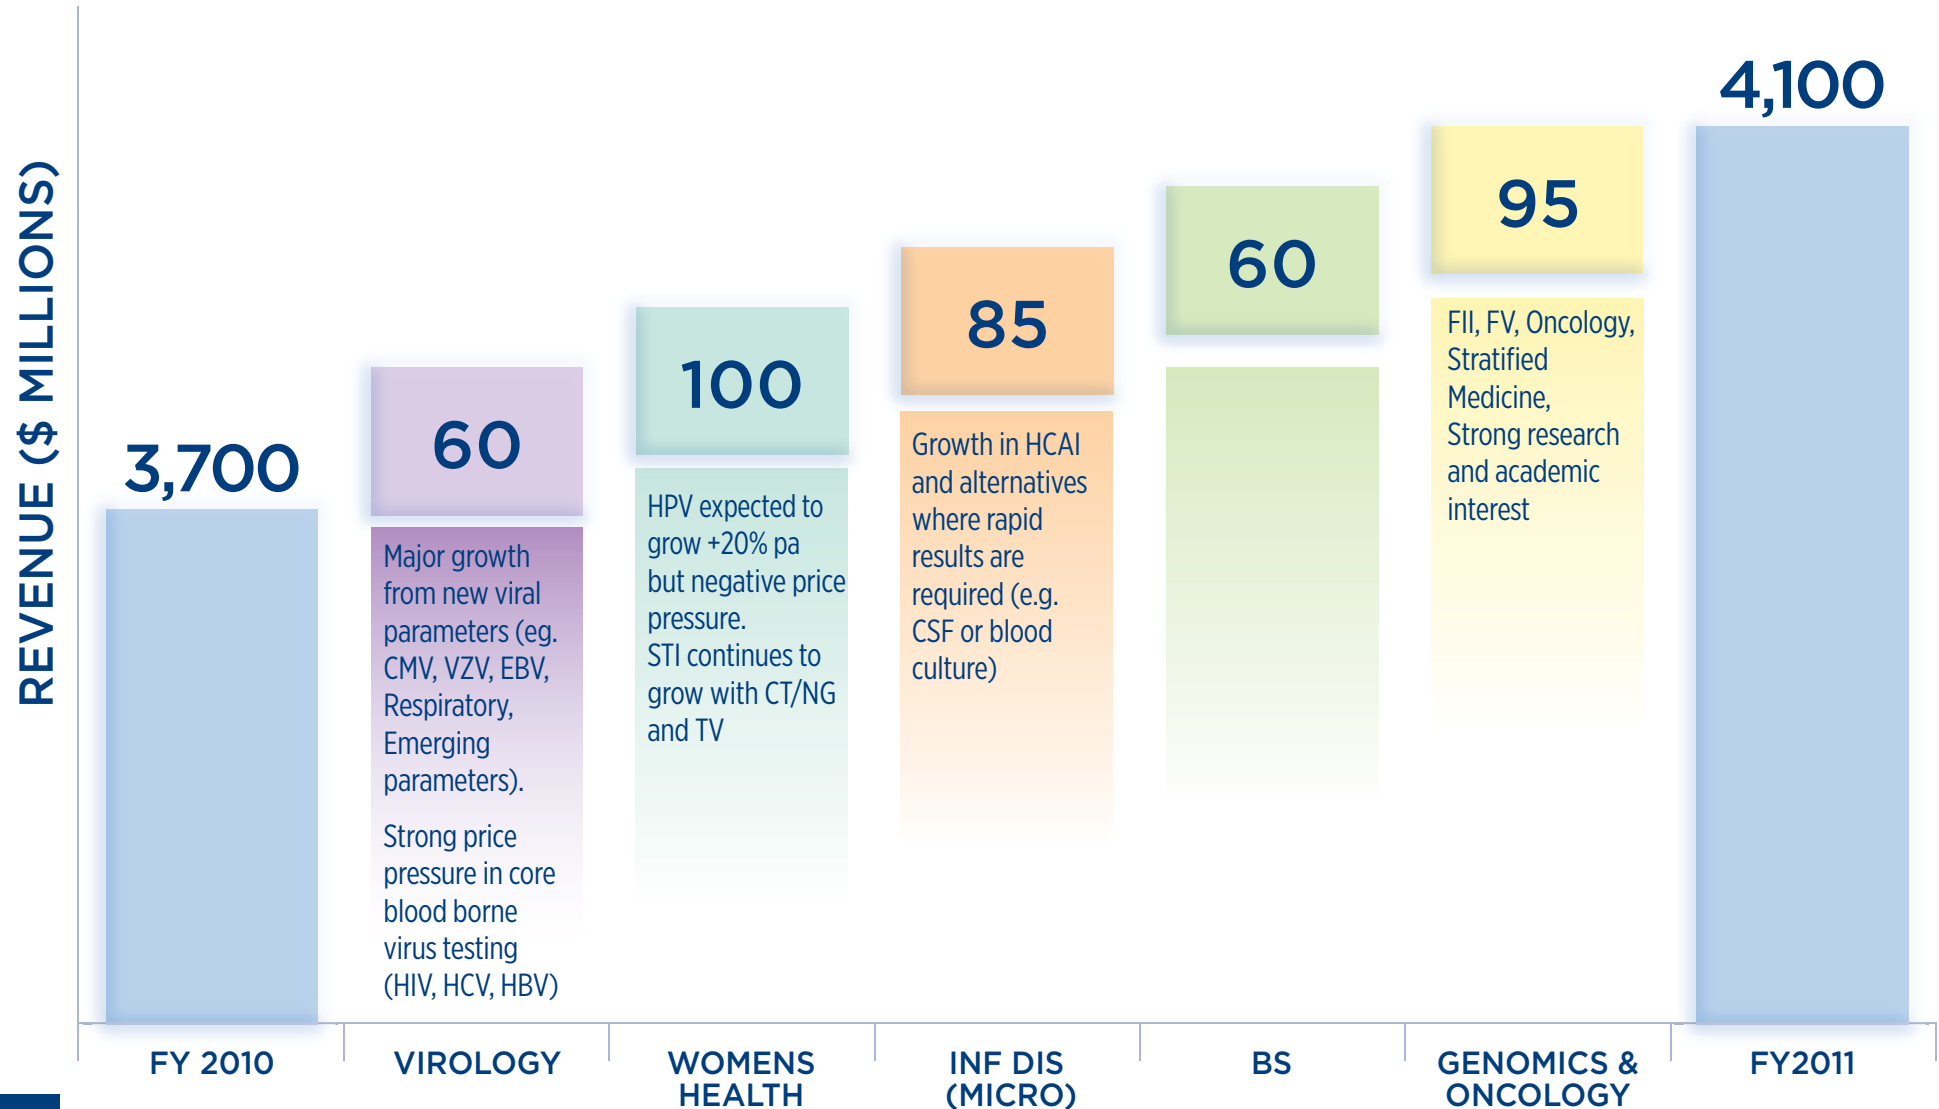 REVENUE ($ MILLIONS)
3,700
60
Major growth
from new viral
parameters (eg.
CMV, VZV, EBV,
Respiratory,
Emerging
parameters).
Strong price
pressure in core
blood borne
virus testing
(HIV, HCV, HBV)
100
HPV expected to
grow +20% pa
but negative price
pressure.
STI continues to
grow with CT/NG
and TV
85
Growth in HCAI
and alternatives
where rapid
results are
required (e.g.
CSF or blood
culture)
60
95
FII, FV, Oncology,
Stratified
Medicine,
Strong research
and academic
interest
4,100
FY 2010
VIROLOGY
WOMENS
HEALTH
INF DIS
(MICRO)
BS
GENOMICS &
ONCOLOGY
FY2011